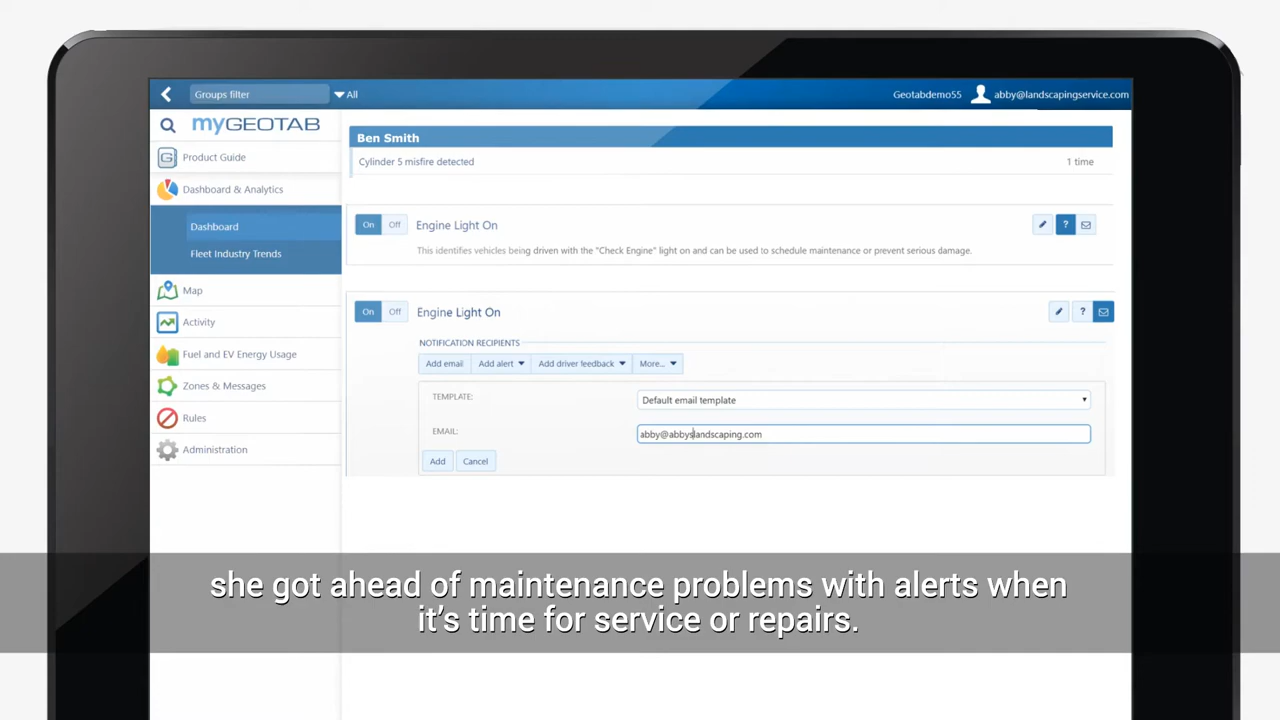 Groups filter
All
Geotabdemo55
abby@landscapingservice.com
myGEOTAB
Product Guide
Dashboard & Analytics
Dashboard
Fleet Industry Trends
Map
Activity
Fuel and EV Energy Usage
Zones & Messages
Rules
Administration
Ben Smith
Cylinder 5 misfire detected
1 time
On Off
Engine Light On
?
This identifies vehicles being driven with the "Check Engine" light on and can be used to schedule maintenance or prevent serious damage.
On Off
Engine Light On
?
NOTIFICATION RECIPIENTS
Add email Add alert Add driver feedback More...
TEMPLATE:
Default email template
EMAIL:
abby@abbyslandscaping.com
Add Cancel
she got ahead of maintenance problems with alerts when
it's time for service or repairs.